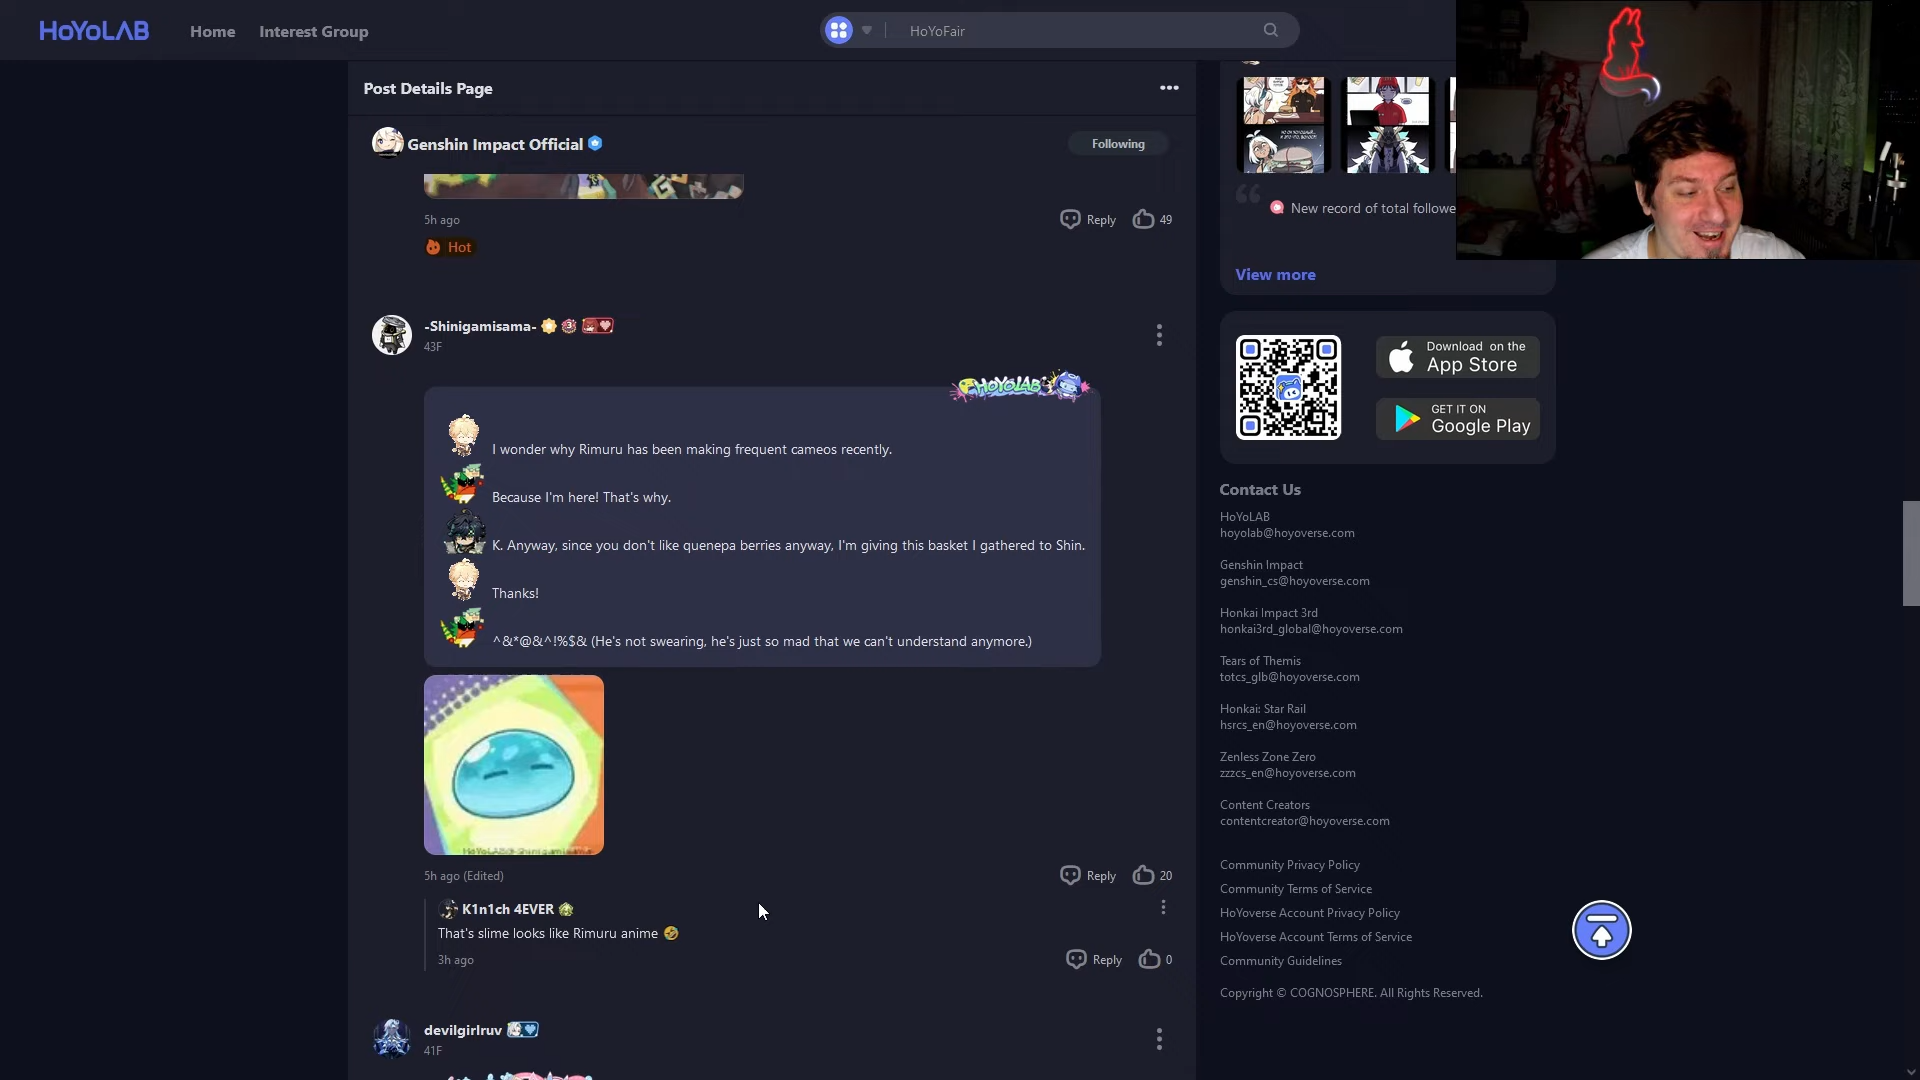 HoYoLAB
Home
Interest Group
HoYoFair
Post Details Page
Genshin Impact Official
Following
5h ago
Reply
49
Hot
-Shinigamisama-
43F
HoYoLAB
I wonder why Rimuru has been making frequent cameos recently.
Because I'm here! That's why.
K. Anyway, since you don't like quenepa berries anyway, I'm giving this basket I gathered to Shin.
Thanks!
^&*@&^!%$& (He's not swearing, he's just so mad that we can't understand anymore.)
5h ago (Edited)
Reply
20
K1n1ch 4EVER
That's slime looks like Rimuru anime
3h ago
Reply
0
devilgirlruv
41F
New record of total followe
View more
Download on the
App Store
GET IT ON
Google Play
Contact Us
HoYoLAB
hoyolab@hoyoverse.com
Genshin Impact
genshin_cs@hoyoverse.com
Honkai Impact 3rd
honkai3rd_global@hoyoverse.com
Tears of Themis
totcs_glb@hoyoverse.com
Honkai: Star Rail
hsrcs_en@hoyoverse.com
Zenless Zone Zero
zzzcs_en@hoyoverse.com
Content Creators
contentcreator@hoyoverse.com
Community Privacy Policy
Community Terms of Service
HoYoverse Account Privacy Policy
HoYoverse Account Terms of Service
Community Guidelines
Copyright © COGNOSPHERE. All Rights Reserved.